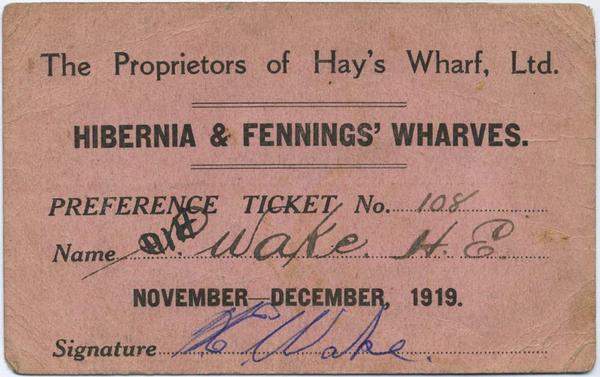 The Proprietors of Hay's Wharf, Ltd.
HIBERNIA & FENNINGS' WHARVES.
PREFERENCE TICKET No. 108
Name Wake. H. E.
NOVEMBER—DECEMBER, 1919.
Signature H E Wake.